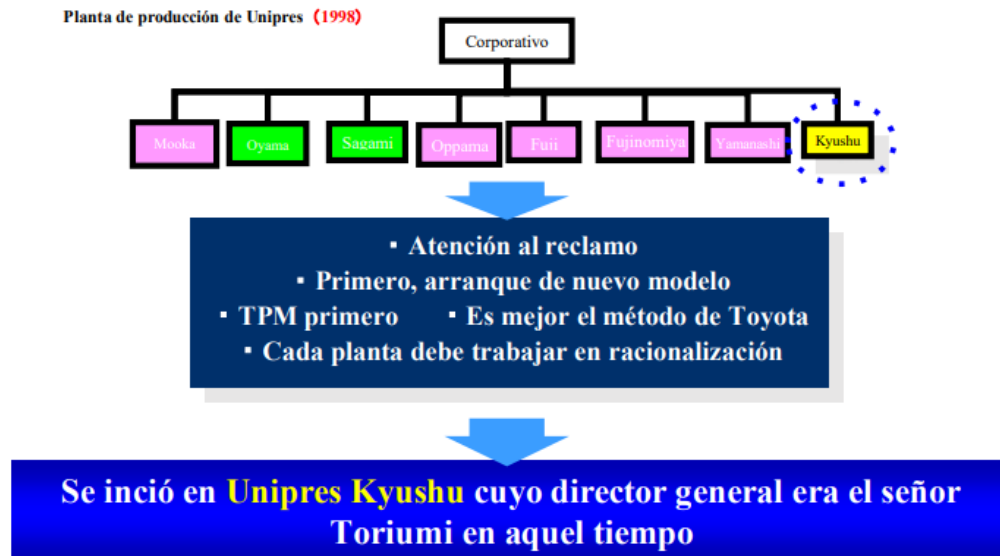 Planta de producción de Unipres (1998)
Corporativo
Mooka Oyama Sagami Oppama Fuji Fujinomiya Yamanashi Kyushu
▪ Atención al reclamo
▪ Primero, arranque de nuevo modelo
▪ TPM primero ▪ Es mejor el método de Toyota
▪ Cada planta debe trabajar en racionalización
Se inció en Unipres Kyushu cuyo director general era el señor
Toriumi en aquel tiempo